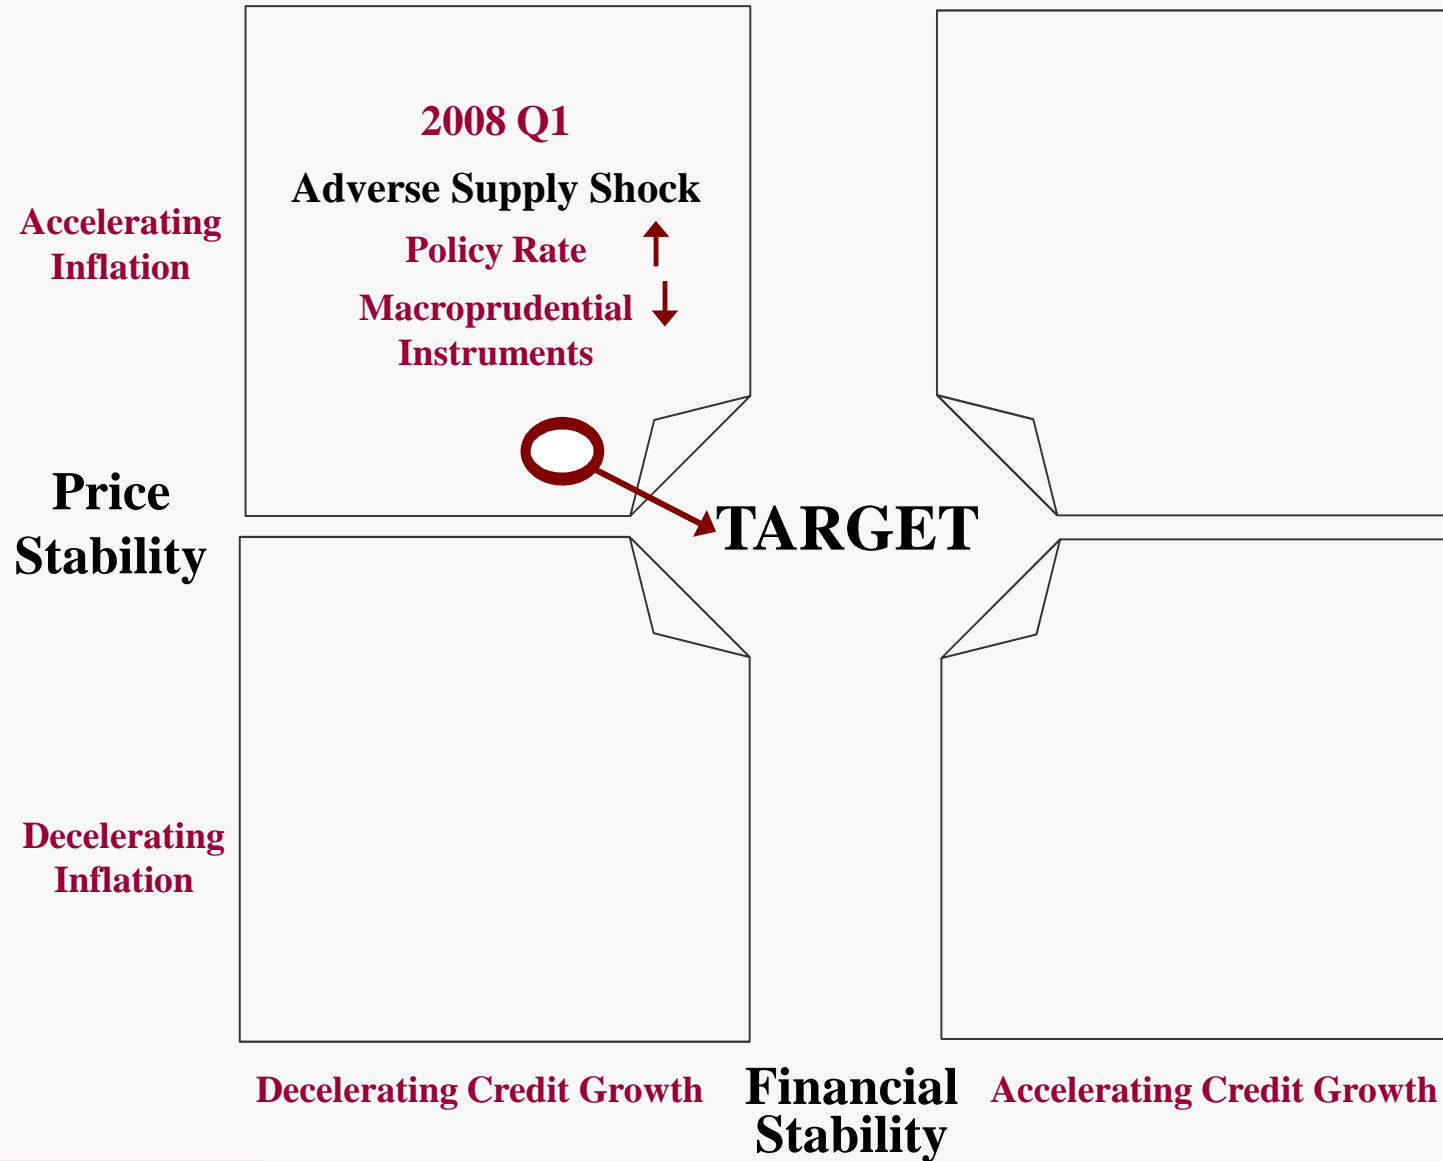 2008 Q1
Adverse Supply Shock
Accelerating
Inflation
Policy Rate
Macroprudential
Instruments
Price
Stability
TARGET
Decelerating
Inflation
Decelerating Credit Growth
Financial
Stability
Accelerating Credit Growth